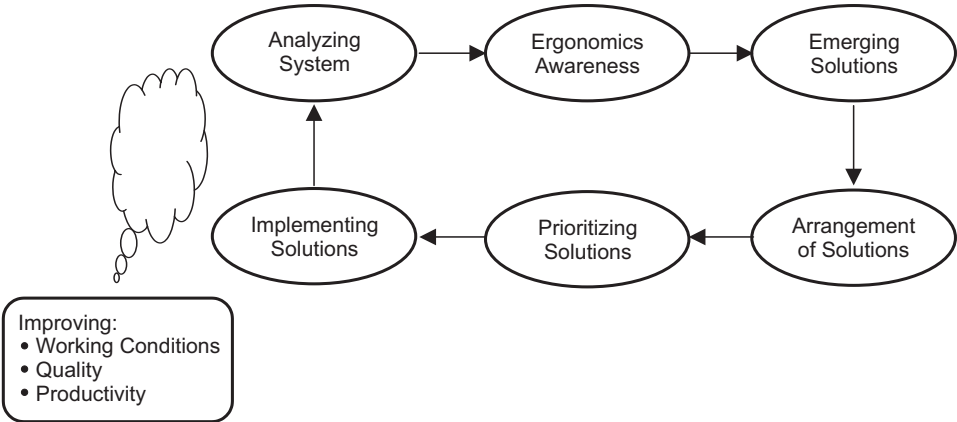 Analyzing
System
Ergonomics
Awareness
Emerging
Solutions
Implementing
Solutions
Prioritizing
Solutions
Arrangement
of Solutions
Improving:
• Working Conditions
• Quality
• Productivity